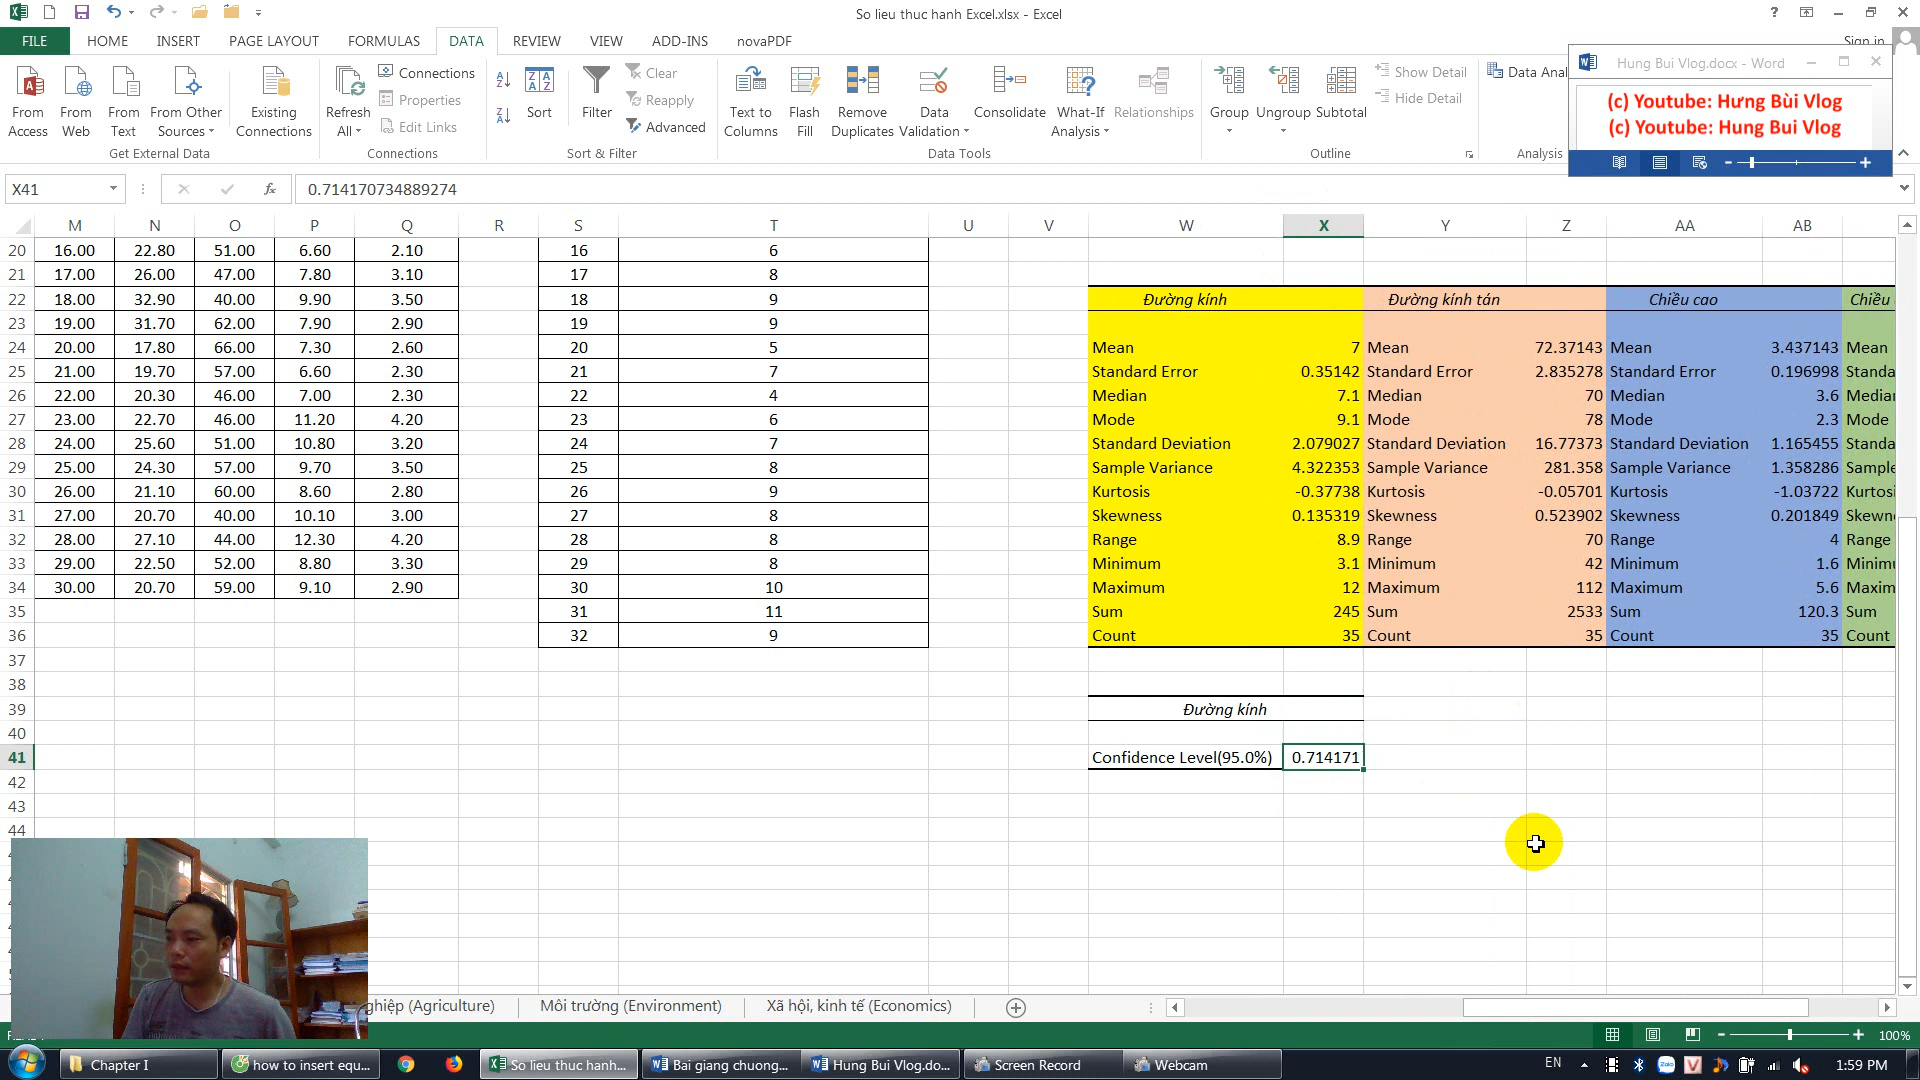 So lieu thuc hanh Excel.xlsx - Excel
FILE HOME INSERT PAGE LAYOUT FORMULAS DATA REVIEW VIEW ADD-INS novaPDF Sign in
From Access
From Web
From Text
From Other Sources
Existing Connections
Refresh All
Connections
Properties
Edit Links
Sort
Filter
Clear
Reapply
Advanced
Text to Columns
Flash Fill
Remove Duplicates
Data Validation
Consolidate
What-If Analysis
Relationships
Group
Ungroup
Subtotal
Show Detail
Hide Detail
Data Anal
Get External Data Connections Sort & Filter Data Tools Outline Analysis
Hung Bui Vlog.docx - Word
(c) Youtube: Hưng Bùi Vlog
(c) Youtube: Hung Bui Vlog
X41 fx 0.714170734889274
M N O P Q R S T U V W X Y Z AA AB
20 16.00 22.80 51.00 6.60 2.10 16 6
21 17.00 26.00 47.00 7.80 3.10 17 8
22 18.00 32.90 40.00 9.90 3.50 18 9 Đường kính Đường kính tán Chiều cao Chiều
23 19.00 31.70 62.00 7.90 2.90 19 9
24 20.00 17.80 66.00 7.30 2.60 20 5 Mean 7 Mean 72.37143 Mean 3.437143 Mean
25 21.00 19.70 57.00 6.60 2.30 21 7 Standard Error 0.35142 Standard Error 2.835278 Standard Error 0.196998 Standa
26 22.00 20.30 46.00 7.00 2.30 22 4 Median 7.1 Median 70 Median 3.6 Median
27 23.00 22.70 46.00 11.20 4.20 23 6 Mode 9.1 Mode 78 Mode 2.3 Mode
28 24.00 25.60 51.00 10.80 3.20 24 7 Standard Deviation 2.079027 Standard Deviation 16.77373 Standard Deviation 1.165455 Standa
29 25.00 24.30 57.00 9.70 3.50 25 8 Sample Variance 4.322353 Sample Variance 281.358 Sample Variance 1.358286 Sample
30 26.00 21.10 60.00 8.60 2.80 26 9 Kurtosis -0.37738 Kurtosis -0.05701 Kurtosis -1.03722 Kurtosi
31 27.00 20.70 40.00 10.10 3.00 27 8 Skewness 0.135319 Skewness 0.523902 Skewness 0.201849 Skewn
32 28.00 27.10 44.00 12.30 4.20 28 8 Range 8.9 Range 70 Range 4 Range
33 29.00 22.50 52.00 8.80 3.30 29 8 Minimum 3.1 Minimum 42 Minimum 1.6 Minimu
34 30.00 20.70 59.00 9.10 2.90 30 10 Maximum 12 Maximum 112 Maximum 5.6 Maxim
35 31 11 Sum 245 Sum 2533 Sum 120.3 Sum
36 32 9 Count 35 Count 35 Count 35 Count
37
38
39 Đường kính
40
41 Confidence Level(95.0%) 0.714171
42
43
44
ghiệp (Agriculture) Môi trường (Environment) Xã hội, kinh tế (Economics)
100%
Chapter I how to insert equ... So lieu thuc hanh... Bai giang chuong... Hung Bui Vlog.do... Screen Record Webcam EN 1:59 PM